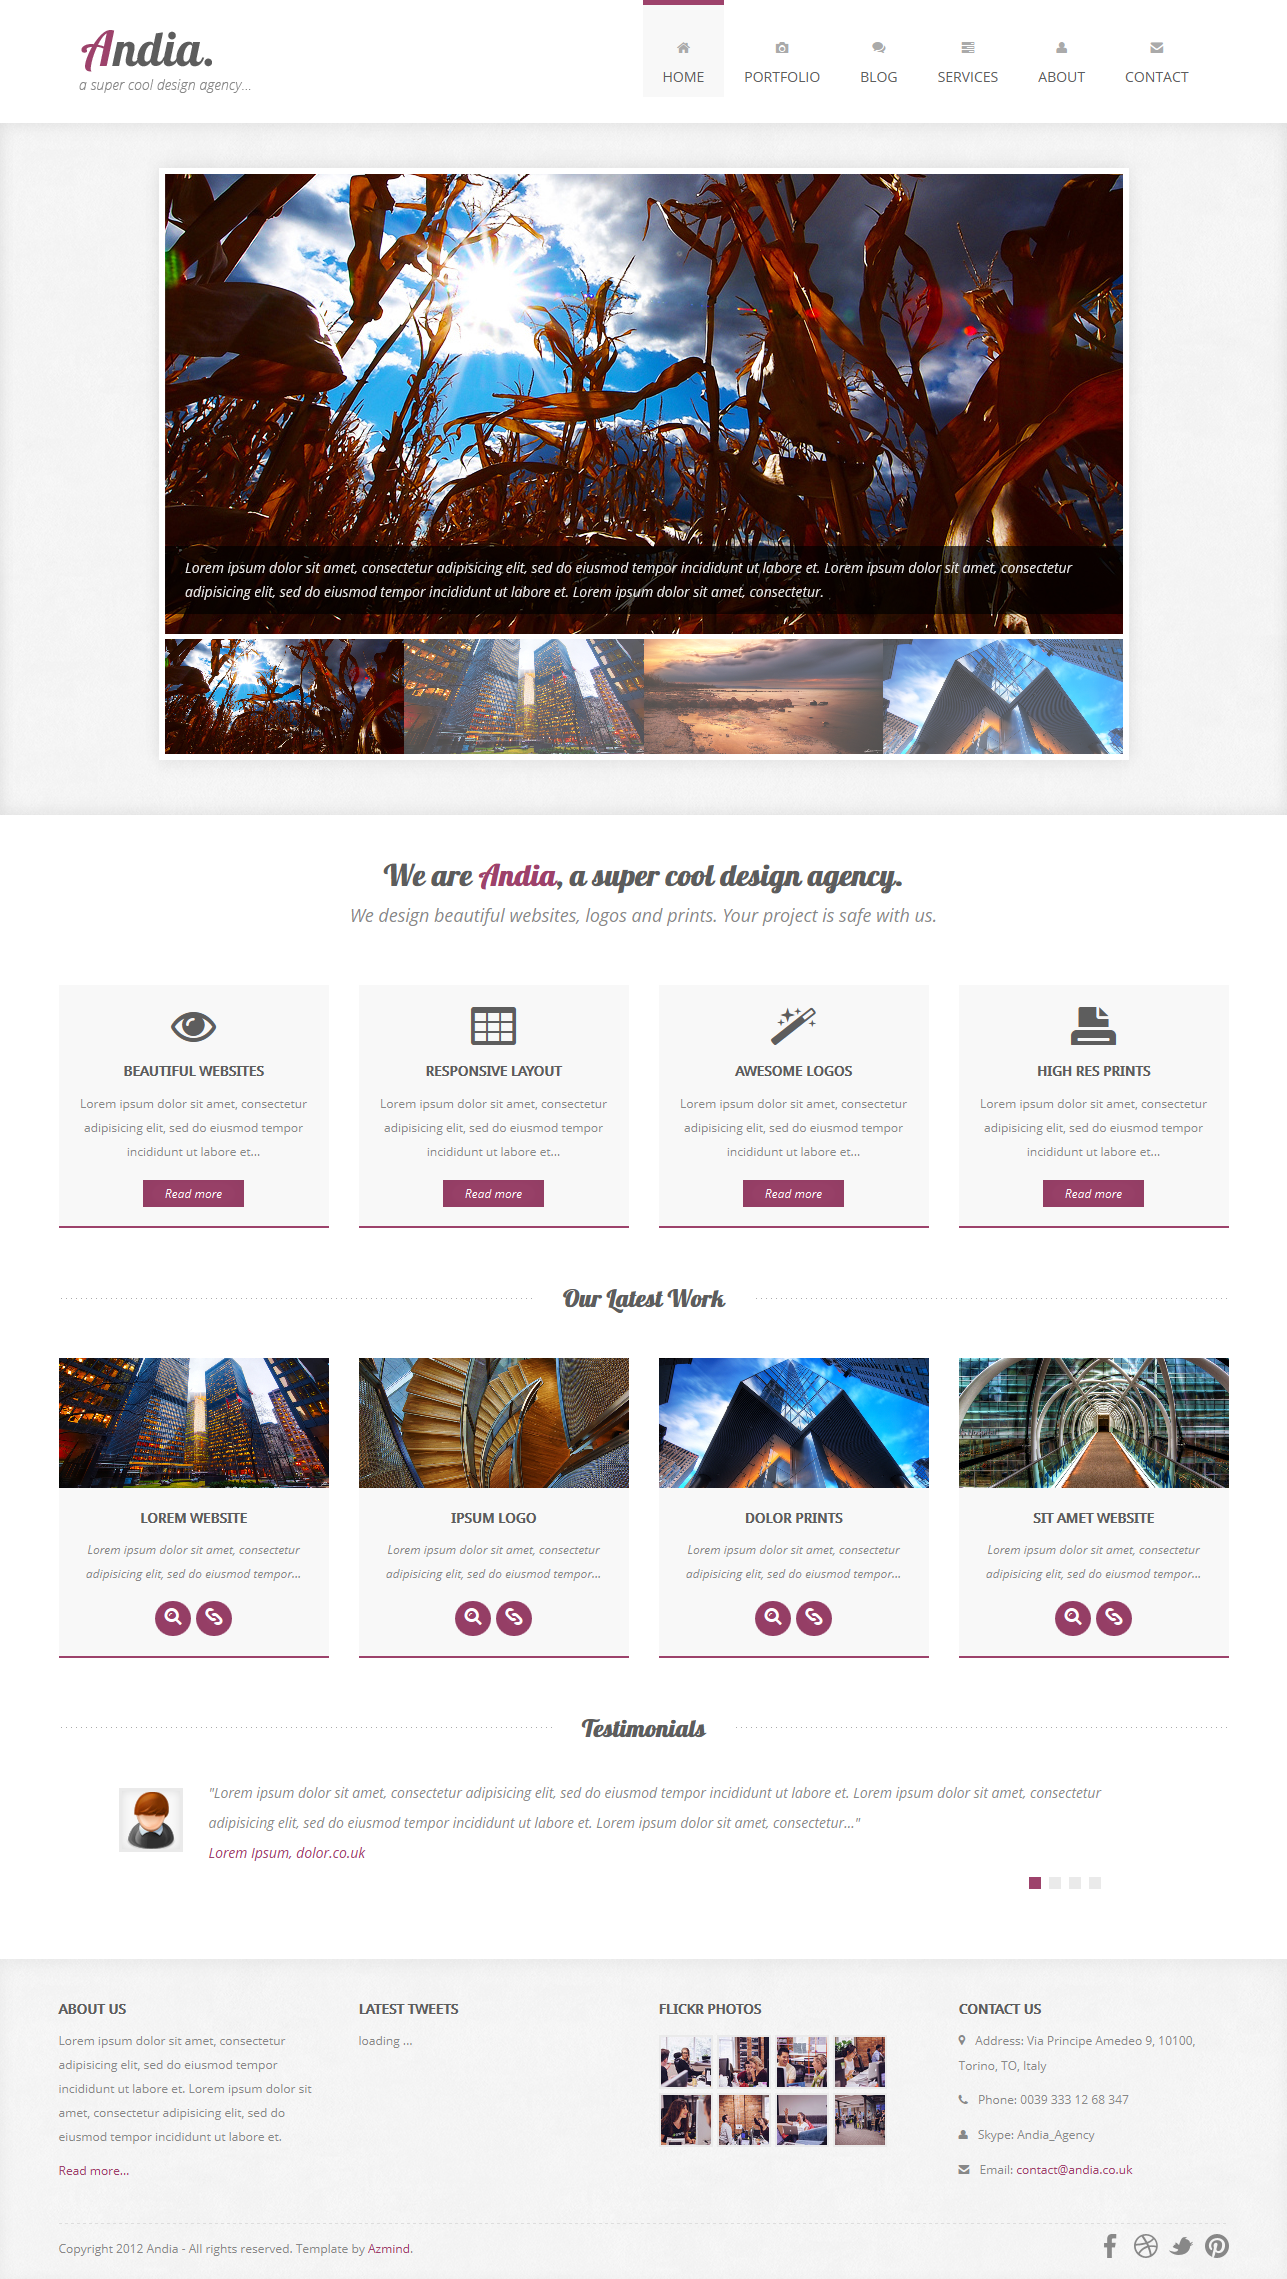 Andia.
a super cool design agency...
HOME PORTFOLIO BLOG SERVICES ABOUT CONTACT
Lorem ipsum dolor sit amet, consectetur adipisicing elit, sed do eiusmod tempor incididunt ut labore et. Lorem ipsum dolor sit amet, consectetur
adipisicing elit, sed do eiusmod tempor incididunt ut labore et. Lorem ipsum dolor sit amet, consectetur.
We are Andia, a super cool design agency.
We design beautiful websites, logos and prints. Your project is safe with us.
BEAUTIFUL WEBSITES
Lorem ipsum dolor sit amet, consectetur
adipisicing elit, sed do eiusmod tempor
incididunt ut labore et...
Read more
RESPONSIVE LAYOUT
Lorem ipsum dolor sit amet, consectetur
adipisicing elit, sed do eiusmod tempor
incididunt ut labore et...
Read more
AWESOME LOGOS
Lorem ipsum dolor sit amet, consectetur
adipisicing elit, sed do eiusmod tempor
incididunt ut labore et...
Read more
HIGH RES PRINTS
Lorem ipsum dolor sit amet, consectetur
adipisicing elit, sed do eiusmod tempor
incididunt ut labore et...
Read more
Our Latest Work
LOREM WEBSITE
Lorem ipsum dolor sit amet, consectetur
adipisicing elit, sed do eiusmod tempor...
IPSUM LOGO
Lorem ipsum dolor sit amet, consectetur
adipisicing elit, sed do eiusmod tempor...
DOLOR PRINTS
Lorem ipsum dolor sit amet, consectetur
adipisicing elit, sed do eiusmod tempor...
SIT AMET WEBSITE
Lorem ipsum dolor sit amet, consectetur
adipisicing elit, sed do eiusmod tempor...
Testimonials
"Lorem ipsum dolor sit amet, consectetur adipisicing elit, sed do eiusmod tempor incididunt ut labore et. Lorem ipsum dolor sit amet, consectetur
adipisicing elit, sed do eiusmod tempor incididunt ut labore et. Lorem ipsum dolor sit amet, consectetur..."
Lorem Ipsum, dolor.co.uk
ABOUT US
Lorem ipsum dolor sit amet, consectetur
adipisicing elit, sed do eiusmod tempor
incididunt ut labore et. Lorem ipsum dolor sit
amet, consectetur adipisicing elit, sed do
eiusmod tempor incididunt ut labore et.
Read more...
LATEST TWEETS
loading ...
FLICKR PHOTOS
CONTACT US
Address: Via Principe Amedeo 9, 10100,
Torino, TO, Italy
Phone: 0039 333 12 68 347
Skype: Andia_Agency
Email: contact@andia.co.uk
Copyright 2012 Andia - All rights reserved. Template by Azmind.